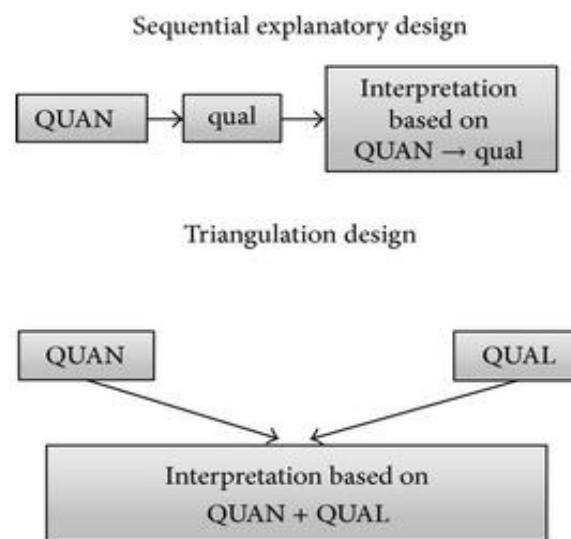 Sequential explanatory design
QUAN
qual
Interpretation
based on
QUAN → qual
Triangulation design
QUAN
QUAL
Interpretation based on
QUAN + QUAL